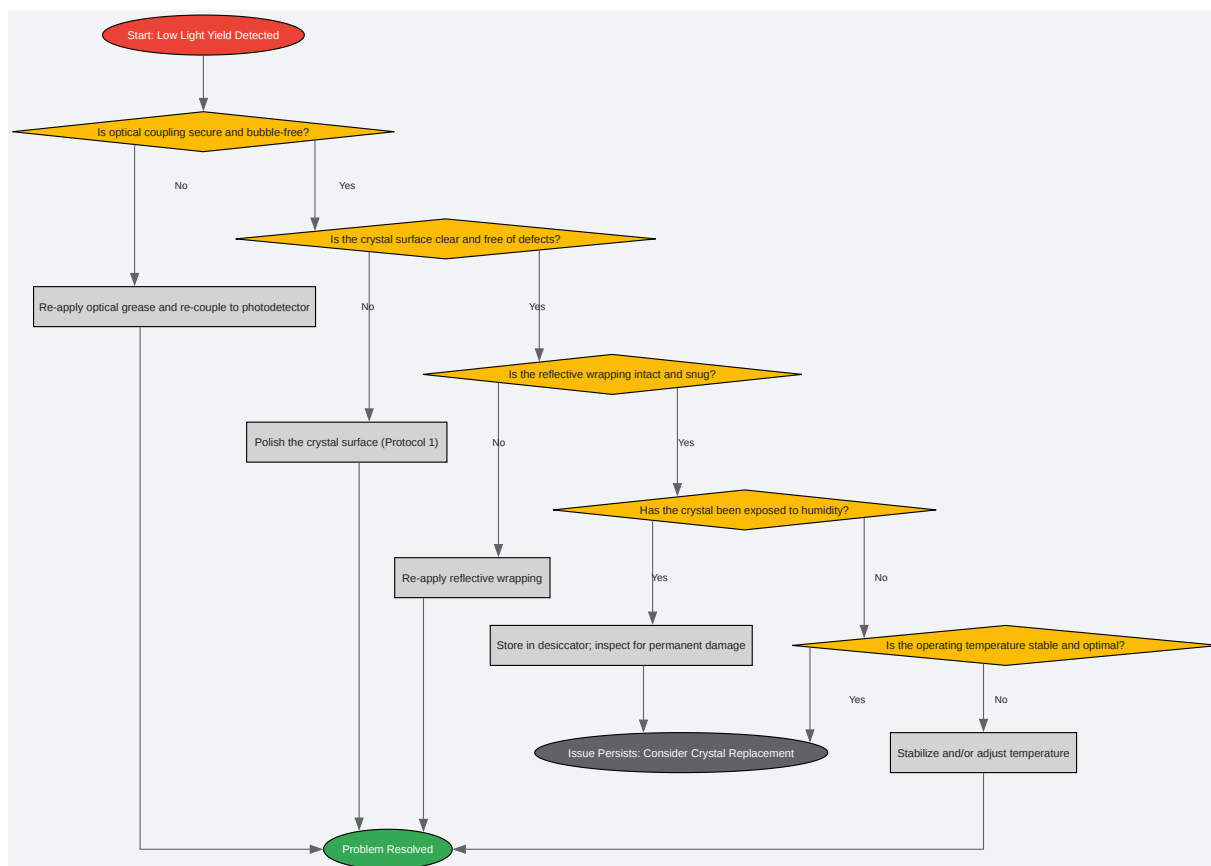 Start: Low Light Yield Detected
Is optical coupling secure and bubble-free?
No
Yes
Is the crystal surface clear and free of defects?
Re-apply optical grease and re-couple to photodetector
No
Yes
Is the reflective wrapping intact and snug?
Polish the crystal surface (Protocol 1)
No
Yes
Has the crystal been exposed to humidity?
Re-apply reflective wrapping
Yes
No
Store in desiccator; inspect for permanent damage
Is the operating temperature stable and optimal?
Yes
No
Issue Persists: Consider Crystal Replacement
Stabilize and/or adjust temperature
Problem Resolved